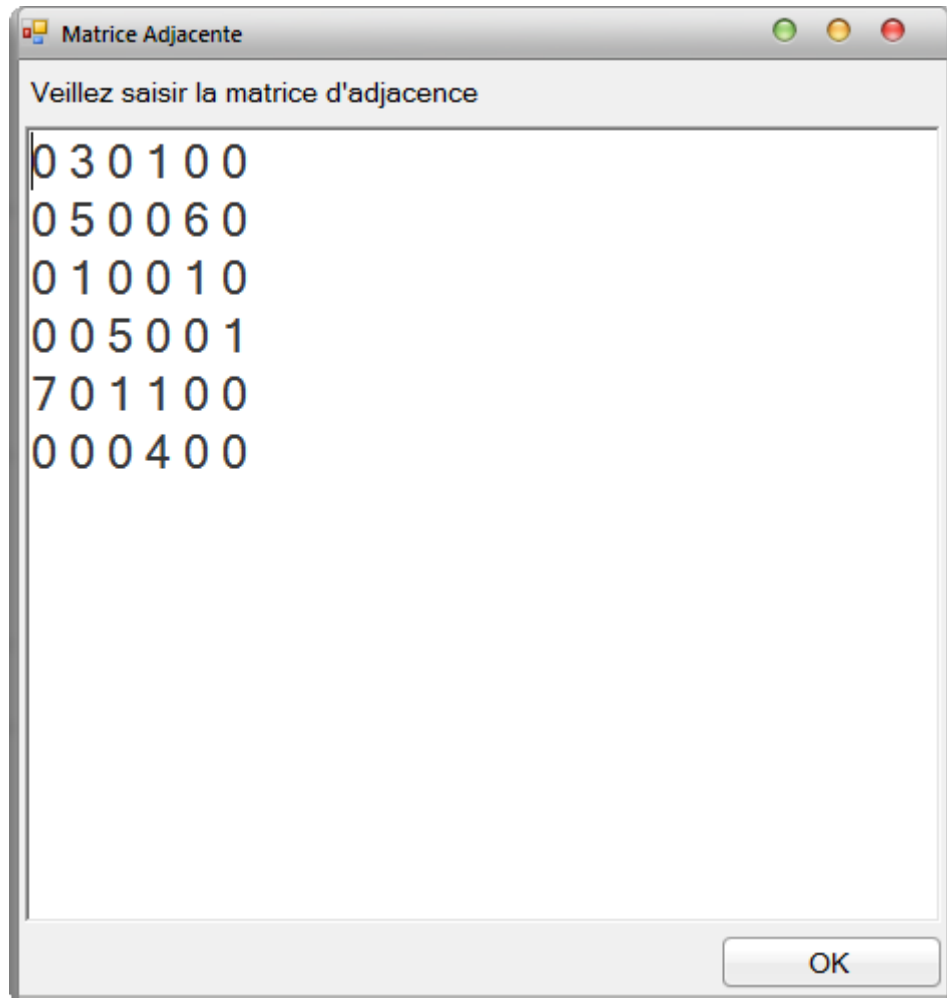 Matrice Adjacente
Veillez saisir la matrice d'adjacence
0 3 0 1 0 0
0 5 0 0 6 0
0 1 0 0 1 0
0 0 5 0 0 1
7 0 1 1 0 0
0 0 0 4 0 0
OK